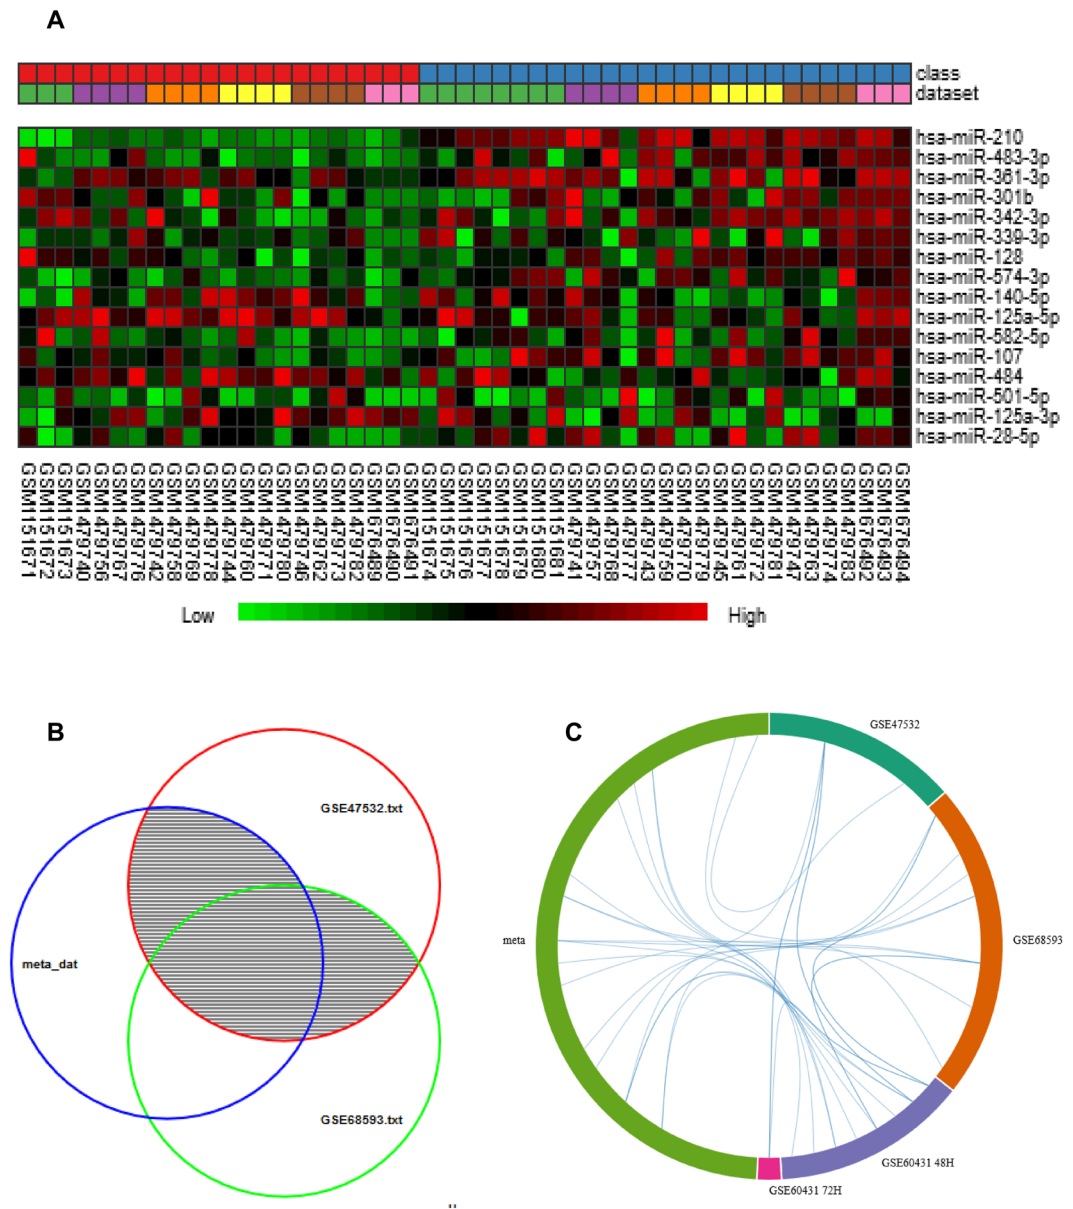 A
class
dataset
hsa-miR-210
hsa-miR-483-3p
hsa-miR-361-3p
hsa-miR-301b
hsa-miR-342-3p
hsa-miR-339-3p
hsa-miR-128
hsa-miR-574-3p
hsa-miR-140-5p
hsa-miR-125a-5p
hsa-miR-582-5p
hsa-miR-107
hsa-miR-484
hsa-miR-501-5p
hsa-miR-125a-3p
hsa-miR-28-5p
GSM1151671
GSM1151672
GSM1151673
GSM1479740
GSM1479756
GSM1479767
GSM1479776
GSM1479742
GSM1479758
GSM1479769
GSM1479778
GSM1479744
GSM1479760
GSM1479771
GSM1479780
GSM1479746
GSM1479762
GSM1479773
GSM1479782
GSM1676489
GSM1676490
GSM1676491
GSM1151674
GSM1151675
GSM1151676
GSM1151677
GSM1151678
GSM1151679
GSM1151680
GSM1151681
GSM1479741
GSM1479757
GSM1479768
GSM1479777
GSM1479743
GSM1479759
GSM1479770
GSM1479779
GSM1479745
GSM1479761
GSM1479772
GSM1479781
GSM1479747
GSM1479763
GSM1479774
GSM1479783
GSM1676492
GSM1676493
GSM1676494
Low
High
B
GSE47532.txt
meta_dat
GSE68593.txt
C
GSE47532
GSE68593
meta
GSE60431 48H
GSE60431 72H